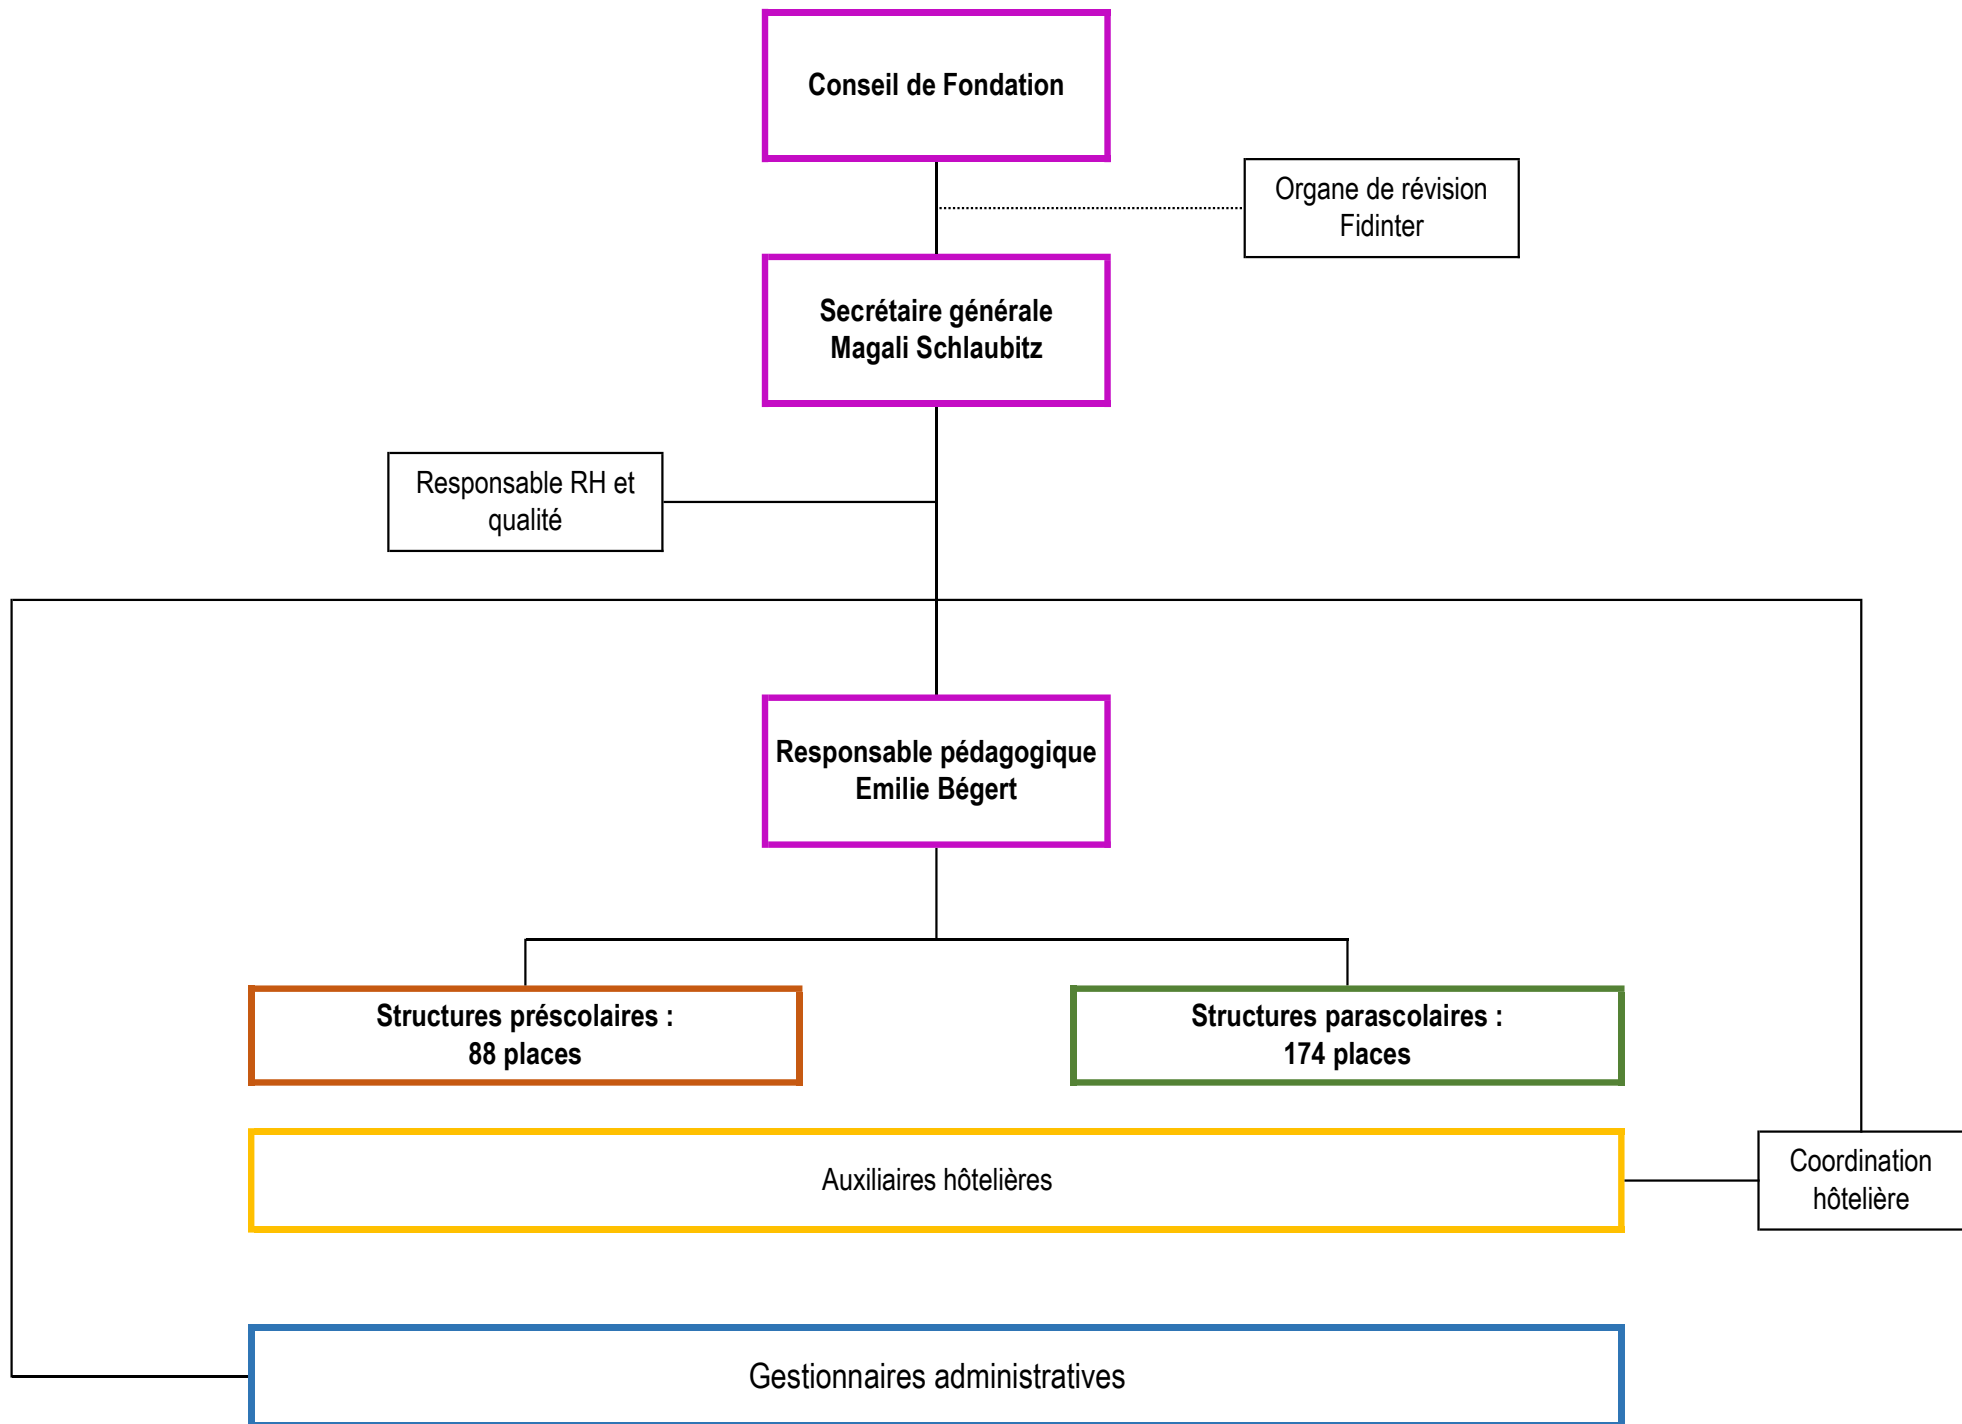 Conseil de Fondation
Organe de révision
Fidinter
Secrétaire générale
Magali Schlaubitz
Responsable RH et
qualité
Responsable pédagogique
Emilie Bégert
Structures préscolaires :
88 places
Structures parascolaires :
174 places
Auxiliaires hôtelières
Coordination
hôtelière
Gestionnaires administratives